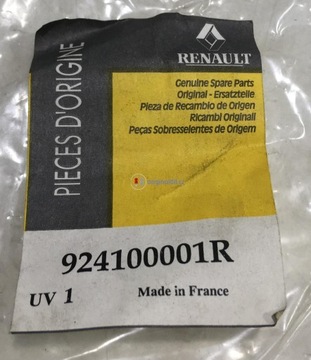 RENAULT
PIECES D'ORIGINE
Genuine Spare Parts
Original - Ersatzteile
Pieza de Recambio de Origen
Ricambi Originali
Peças Sobresselentes de Origem
924100001R
UV 1
Made in France